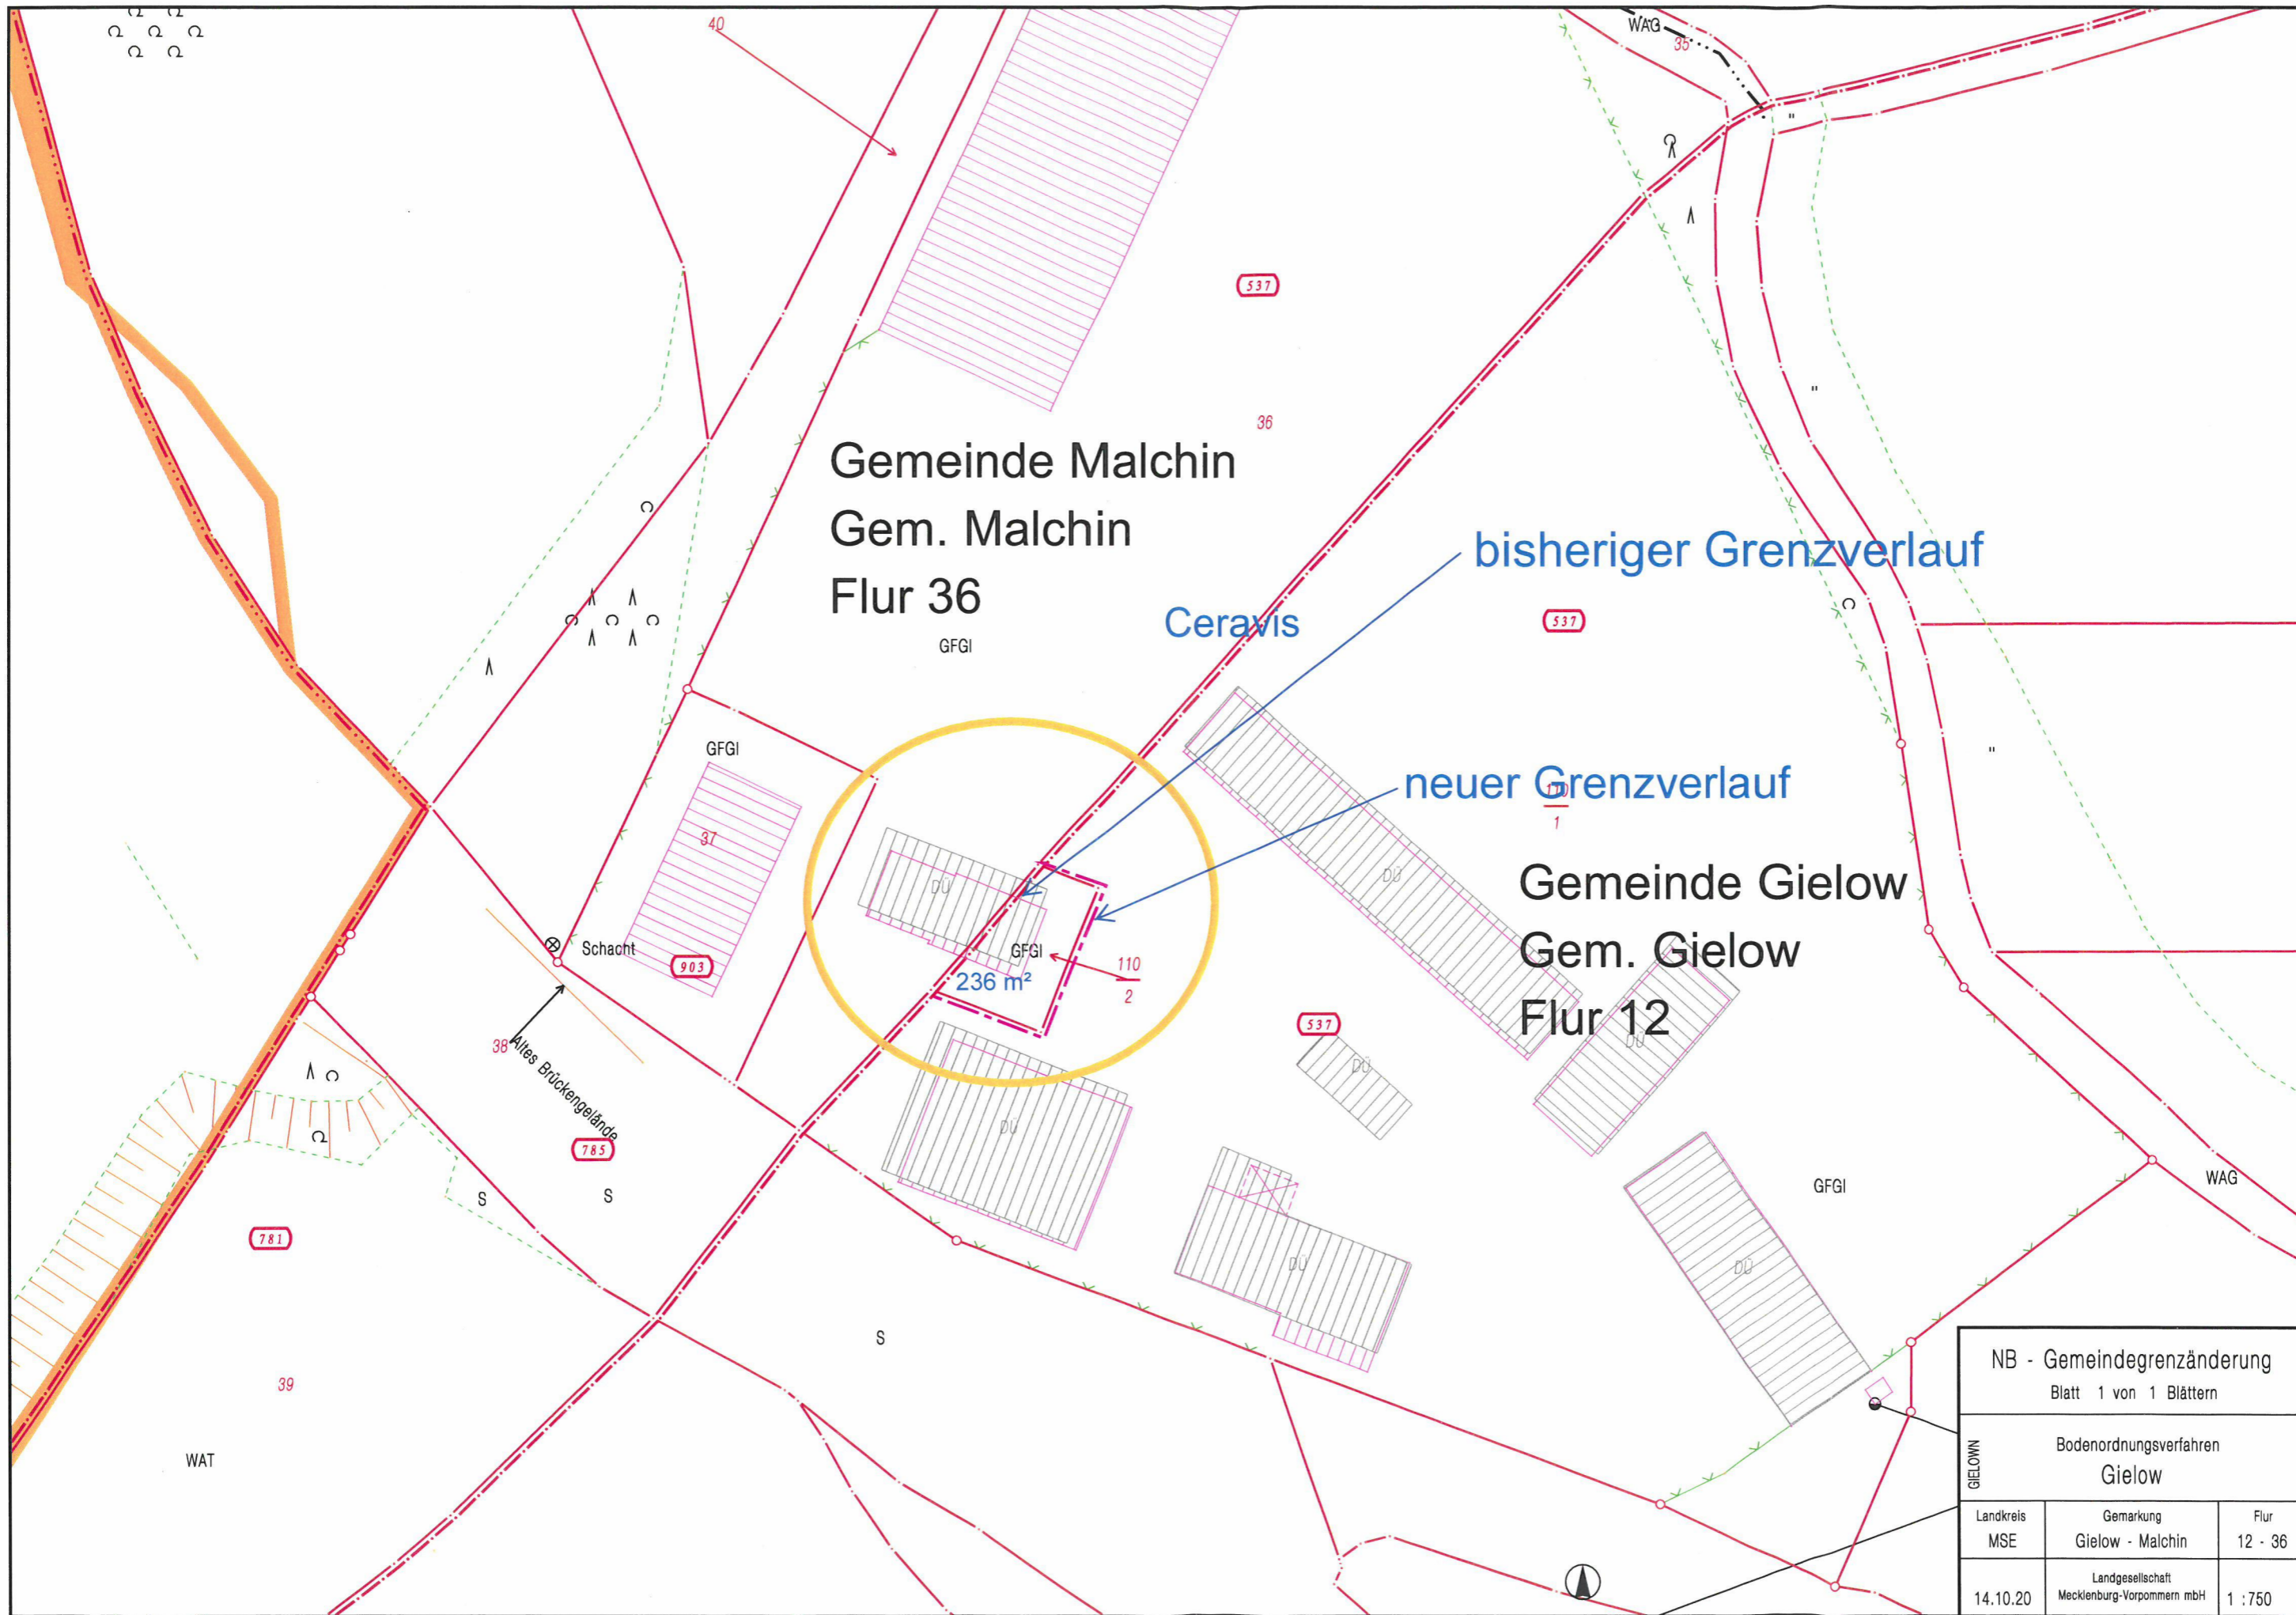 40
WAG
35
537
36
Gemeinde Malchin
Gem. Malchin
Flur 36
GFGI
bisheriger Grenzverlauf
Ceravis
537
GFGI
neuer Grenzverlauf
110
1
37
DÜ
DÜ
Gemeinde Gielow
Gem. Gielow
Flur 12
Schacht
903
GFGI
236 m²
110
2
537
DÜ
DÜ
38
Altes Brückengelände
DÜ
785
S
S
781
GFGI
WAG
DÜ
DÜ
S
39
WAT
NB - Gemeindegrenzänderung
Blatt 1 von 1 Blättern
GIELOWN
Bodenordnungsverfahren
Gielow
Landkreis
MSE
Gemarkung
Gielow - Malchin
Flur
12 - 36
14.10.20
Landgesellschaft
Mecklenburg-Vorpommern mbH
1 :750